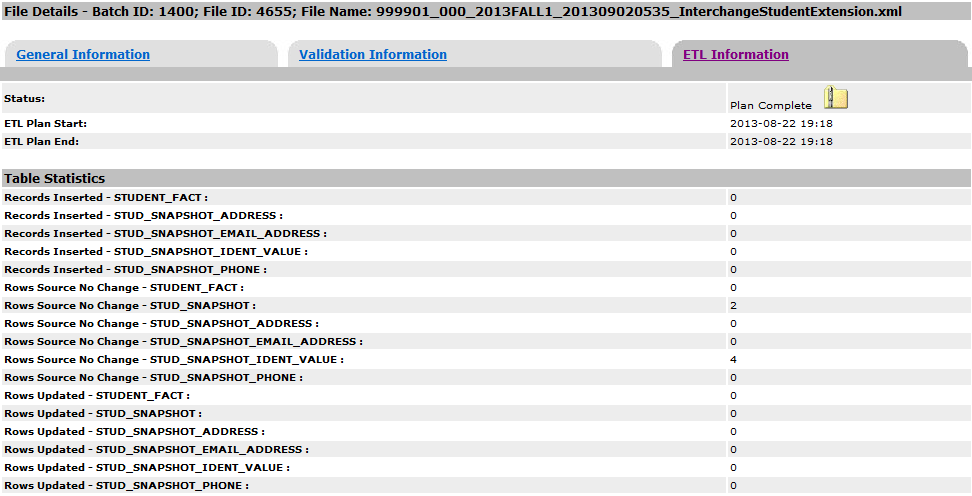 File Details - Batch ID: 1400; File ID: 4655; File Name: 999901_000_2013FALL1_201309020535_InterchangeStudentExtension.xml
General Information Validation Information ETL Information
Status: Plan Complete
ETL Plan Start: 2013-08-22 19:18
ETL Plan End: 2013-08-22 19:18
Table Statistics
Records Inserted - STUDENT_FACT : 0
Records Inserted - STUD_SNAPSHOT_ADDRESS : 0
Records Inserted - STUD_SNAPSHOT_EMAIL_ADDRESS : 0
Records Inserted - STUD_SNAPSHOT_IDENT_VALUE : 0
Records Inserted - STUD_SNAPSHOT_PHONE : 0
Rows Source No Change - STUDENT_FACT : 0
Rows Source No Change - STUD_SNAPSHOT : 2
Rows Source No Change - STUD_SNAPSHOT_ADDRESS : 0
Rows Source No Change - STUD_SNAPSHOT_EMAIL_ADDRESS : 0
Rows Source No Change - STUD_SNAPSHOT_IDENT_VALUE : 4
Rows Source No Change - STUD_SNAPSHOT_PHONE : 0
Rows Updated - STUDENT_FACT : 0
Rows Updated - STUD_SNAPSHOT : 0
Rows Updated - STUD_SNAPSHOT_ADDRESS : 0
Rows Updated - STUD_SNAPSHOT_EMAIL_ADDRESS : 0
Rows Updated - STUD_SNAPSHOT_IDENT_VALUE : 0
Rows Updated - STUD_SNAPSHOT_PHONE : 0